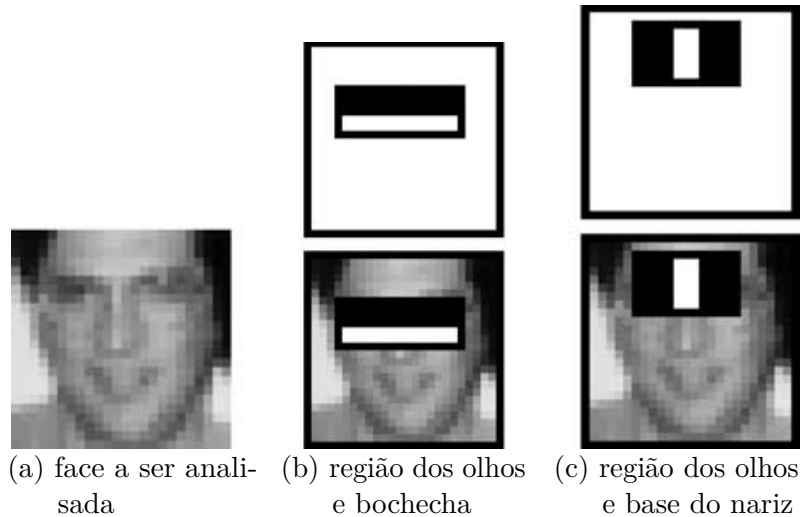 (a) face a ser anali-
sada
(b) região dos olhos
e bochecha
(c) região dos olhos
e base do nariz